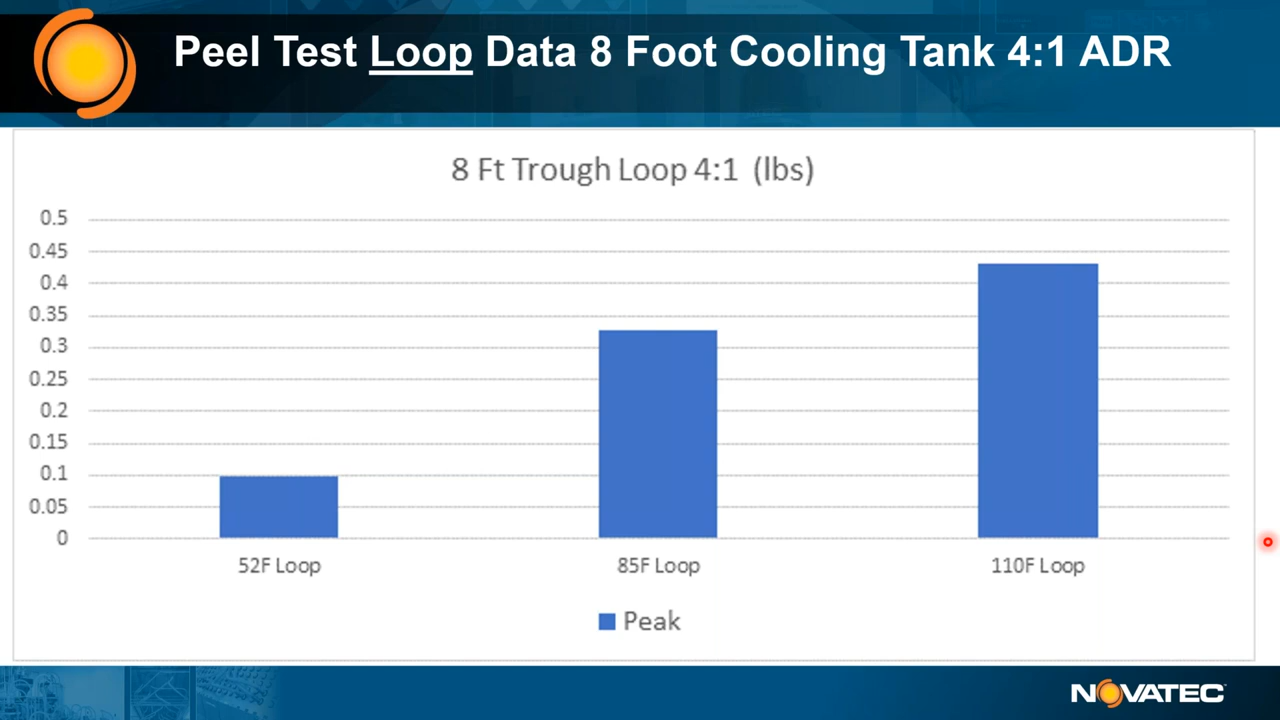 Peel Test Loop Data 8 Foot Cooling Tank 4:1 ADR
8 Ft Trough Loop 4:1 (lbs)
0.5
0.45
0.4
0.35
0.3
0.25
0.2
0.15
0.1
0.05
0
52F Loop
85F Loop
110F Loop
Peak
NOVATEC